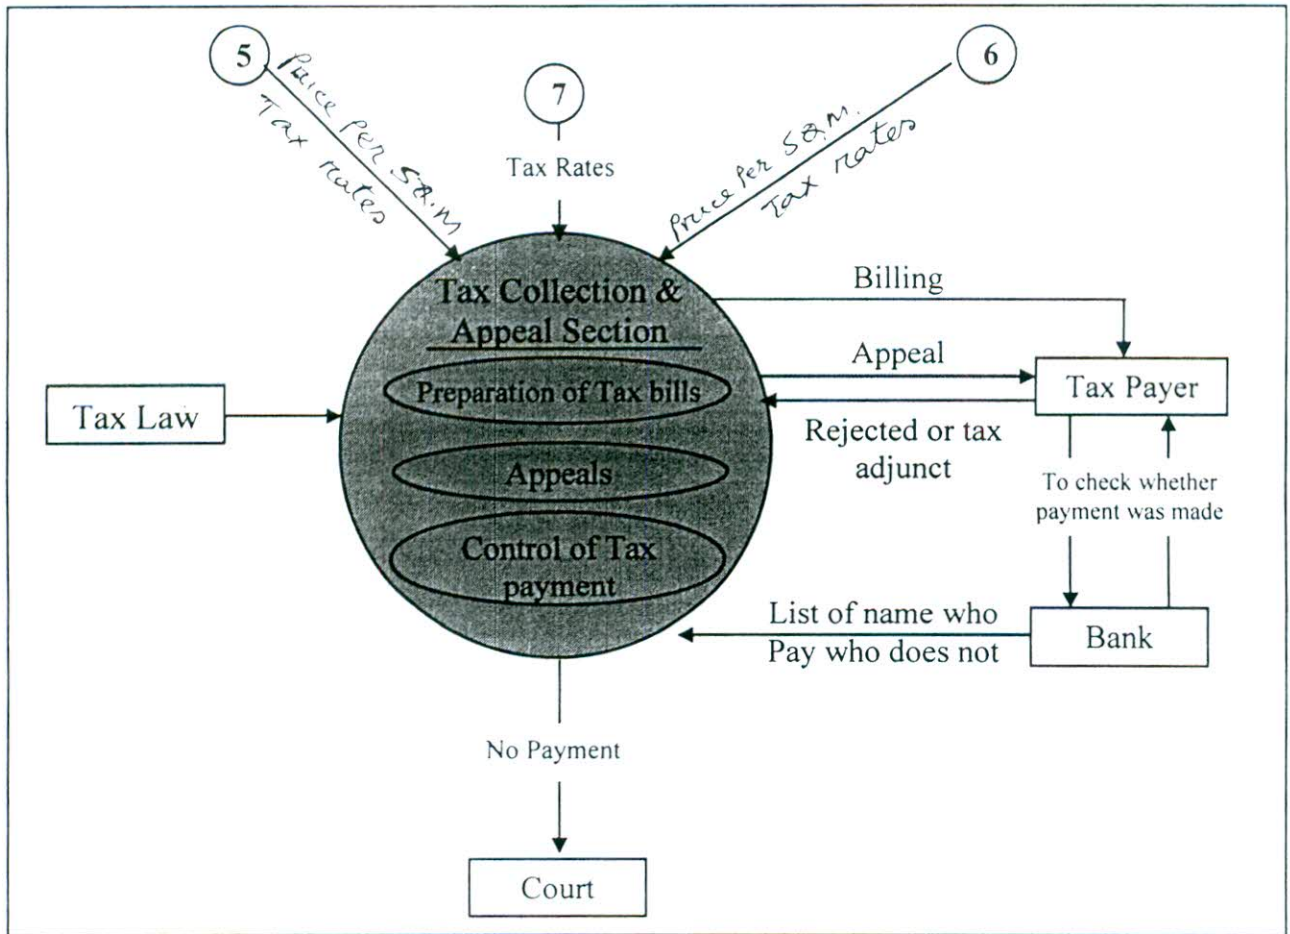 5
Price Per SQ.M
Tax rates
7
Tax Rates
6
Price Per SQ.M.
Tax rates
Tax Collection &
Appeal Section
Preparation of Tax bills
Appeals
Control of Tax
payment
Tax Law
Billing
Appeal
Tax Payer
Rejected or tax
adjunct
To check whether
payment was made
List of name who
Pay who does not
Bank
No Payment
Court